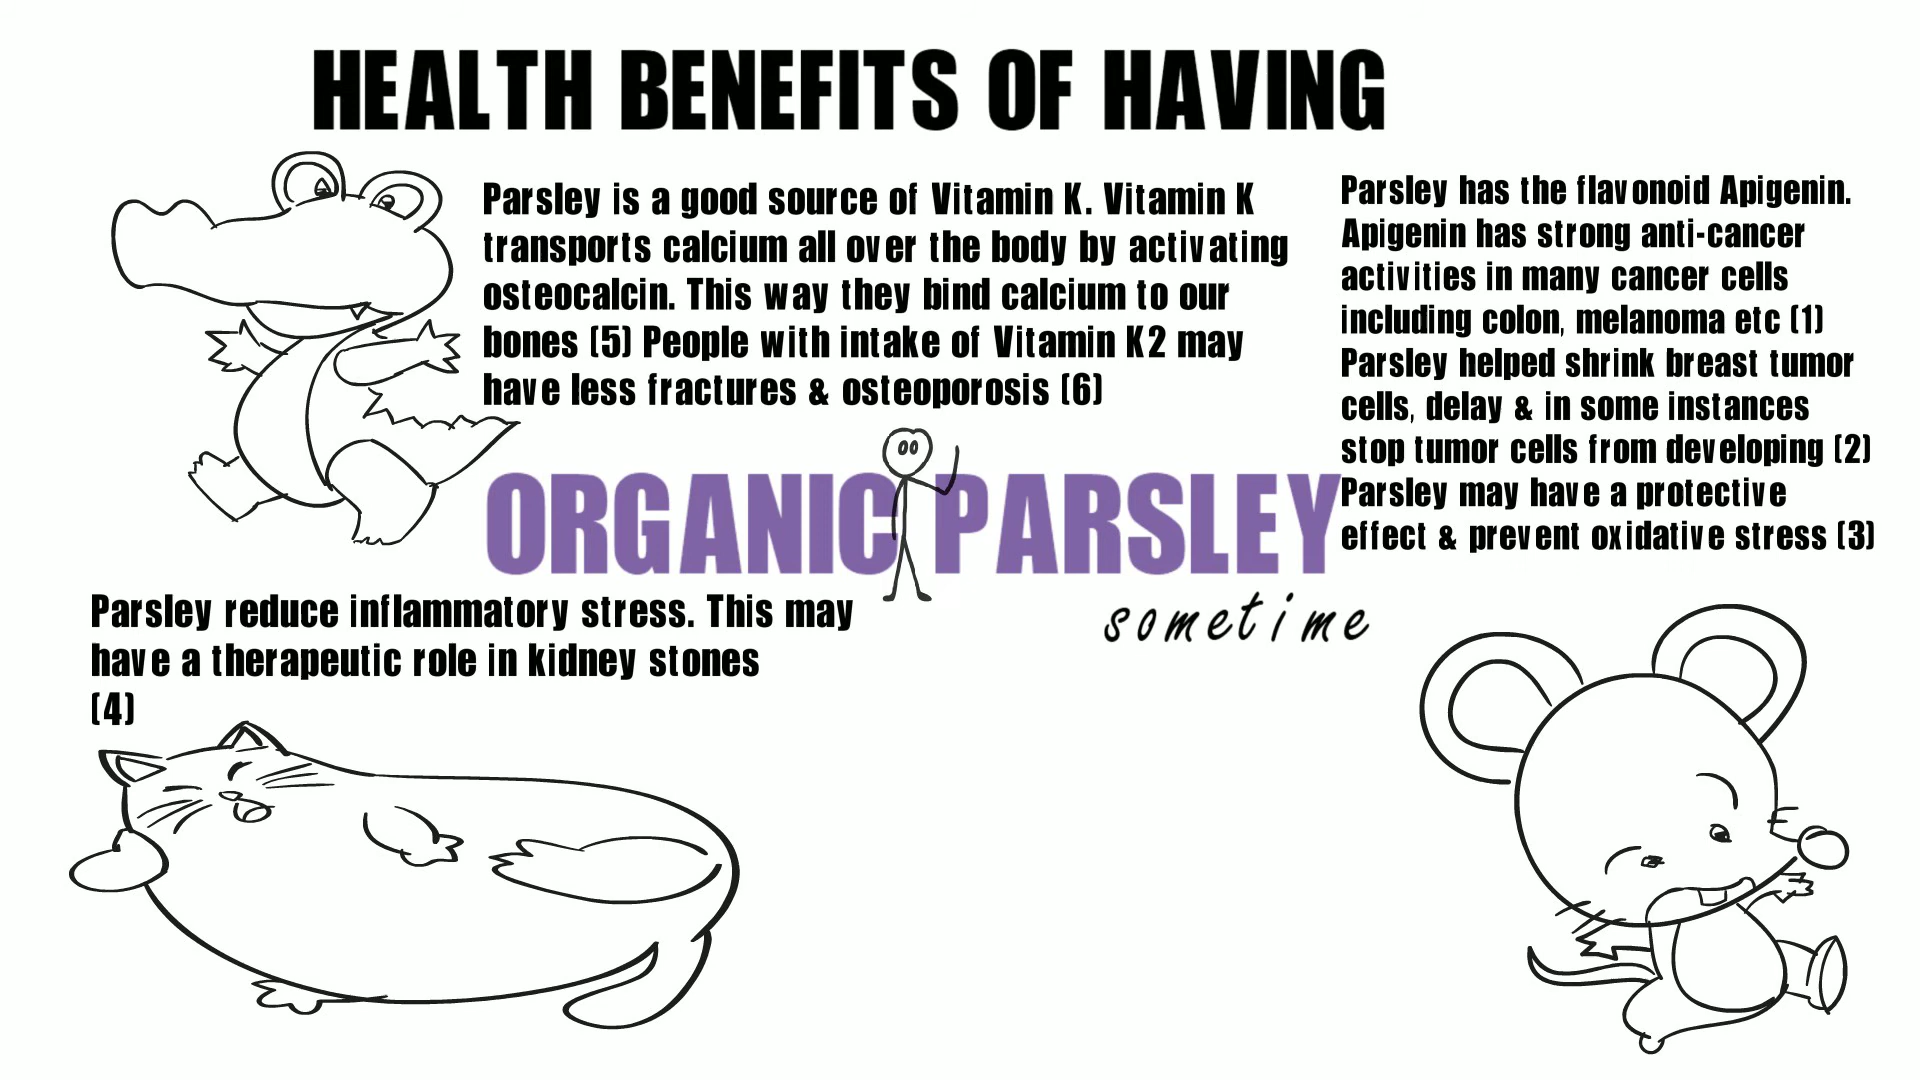 HEALTH BENEFITS OF HAVING
Parsley is a good source of Vitamin K. Vitamin K
transports calcium all over the body by activating
osteocalcin. This way they bind calcium to our
bones (5) People with intake of Vitamin K2 may
have less fractures & osteoporosis (6)
Parsley has the flavonoid Apigenin.
Apigenin has strong anti-cancer
activities in many cancer cells
including colon, melanoma etc (1)
Parsley helped shrink breast tumor
cells, delay & in some instances
stop tumor cells from developing (2)
Parsley may have a protective
effect & prevent oxidative stress (3)
ORGANIC PARSLEY
sometime
Parsley reduce inflammatory stress. This may
have a therapeutic role in kidney stones
(4)